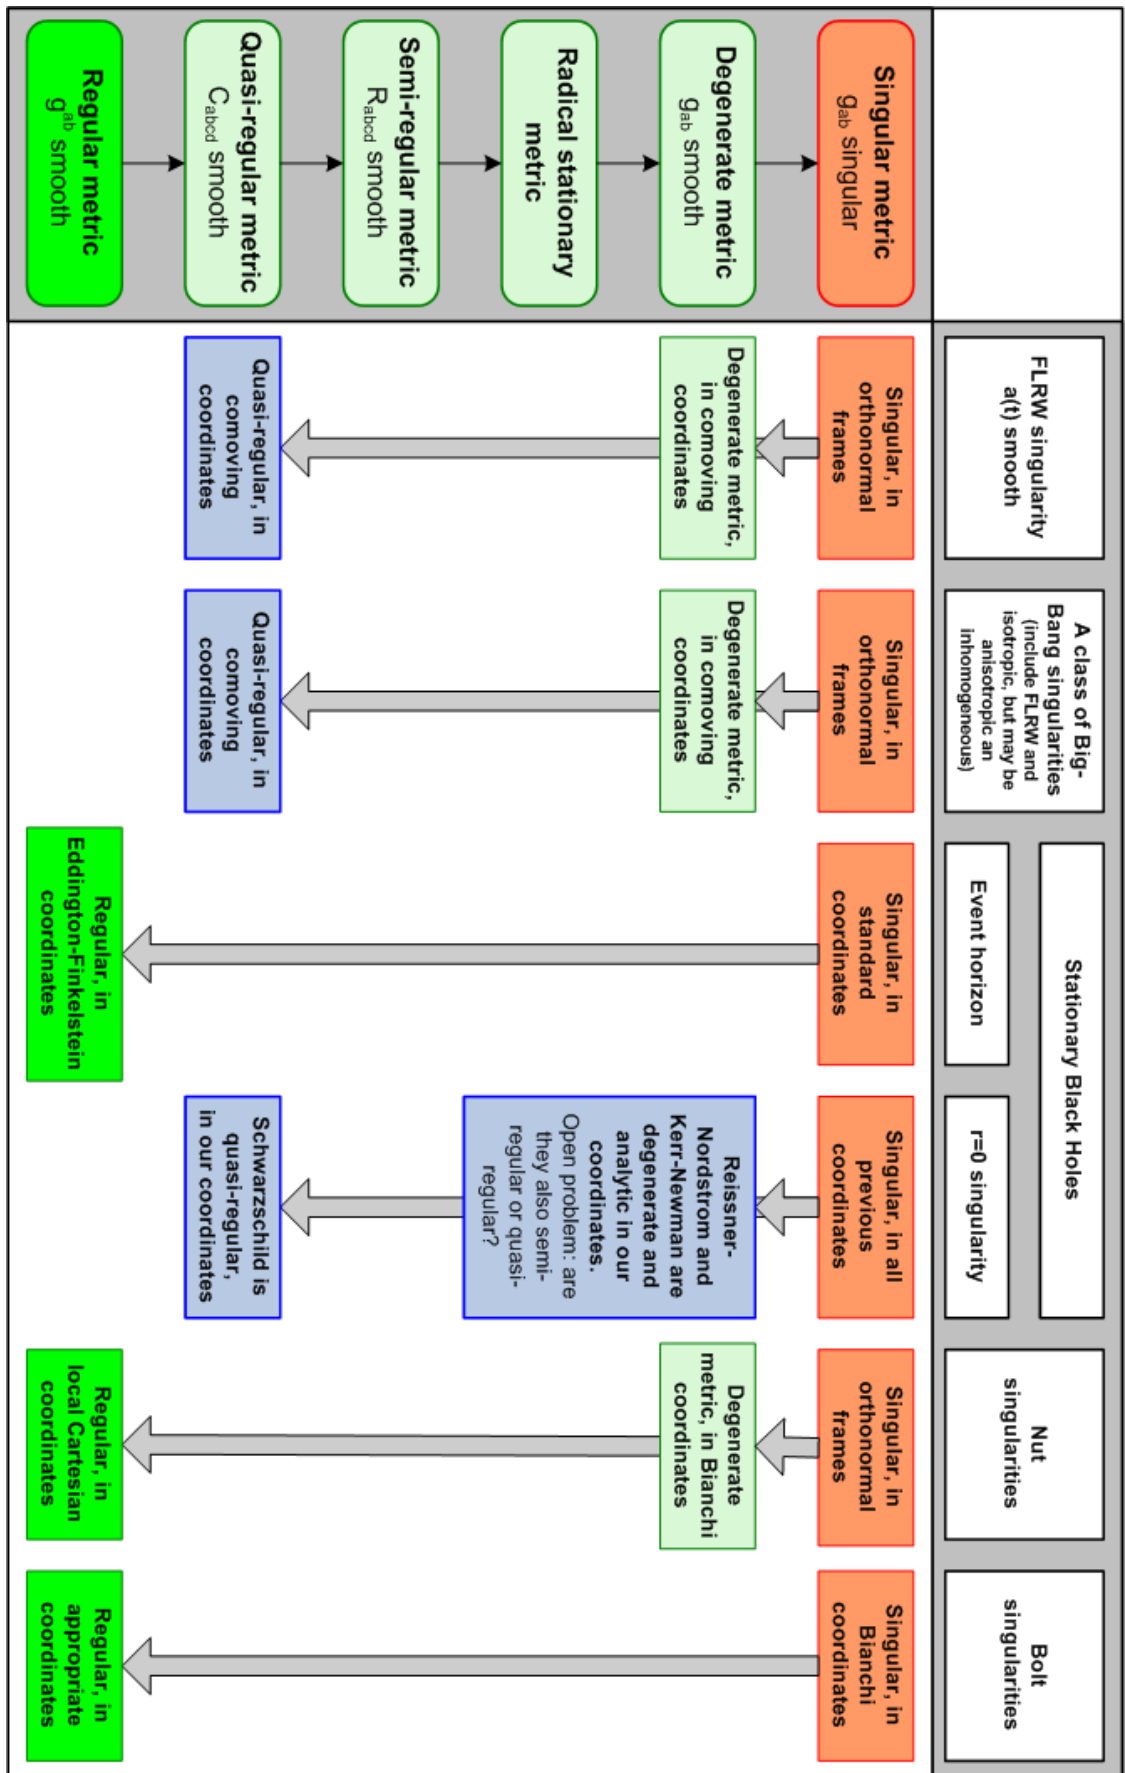 FLRW singularity
a(t) smooth
A class of Big-
Bang singularities
(include FLRW and
isotropic, but may be
anisotropic an
inhomogeneous)
Stationary Black Holes
Event horizon
r=0 singularity
Nut
singularities
Bolt
singularities
Singular metric
gab singular
Singular, in
orthonormal
frames
Singular, in
orthonormal
frames
Singular, in
standard
coordinates
Singular, in all
previous
coordinates
Singular, in
orthonormal
frames
Singular, in
Bianchi
coordinates
Degenerate metric
gab smooth
Degenerate metric,
in comoving
coordinates
Degenerate metric,
in comoving
coordinates
Reissner-
Nordstrom and
Kerr-Newman are
degenerate and
analytic in our
coordinates.
Open problem: are
they also semi-
regular or quasi-
regular?
Degenerate
metric, in Bianchi
coordinates
Radical stationary
metric
Semi-regular metric
Rabcd smooth
Quasi-regular metric
Cabcd smooth
Quasi-regular, in
comoving
coordinates
Quasi-regular, in
comoving
coordinates
Schwarzschild is
quasi-regular,
in our coordinates
Regular metric
gab smooth
Regular, in
Eddington-Finkelstein
coordinates
Regular, in
local Cartesian
coordinates
Regular, in
appropriate
coordinates